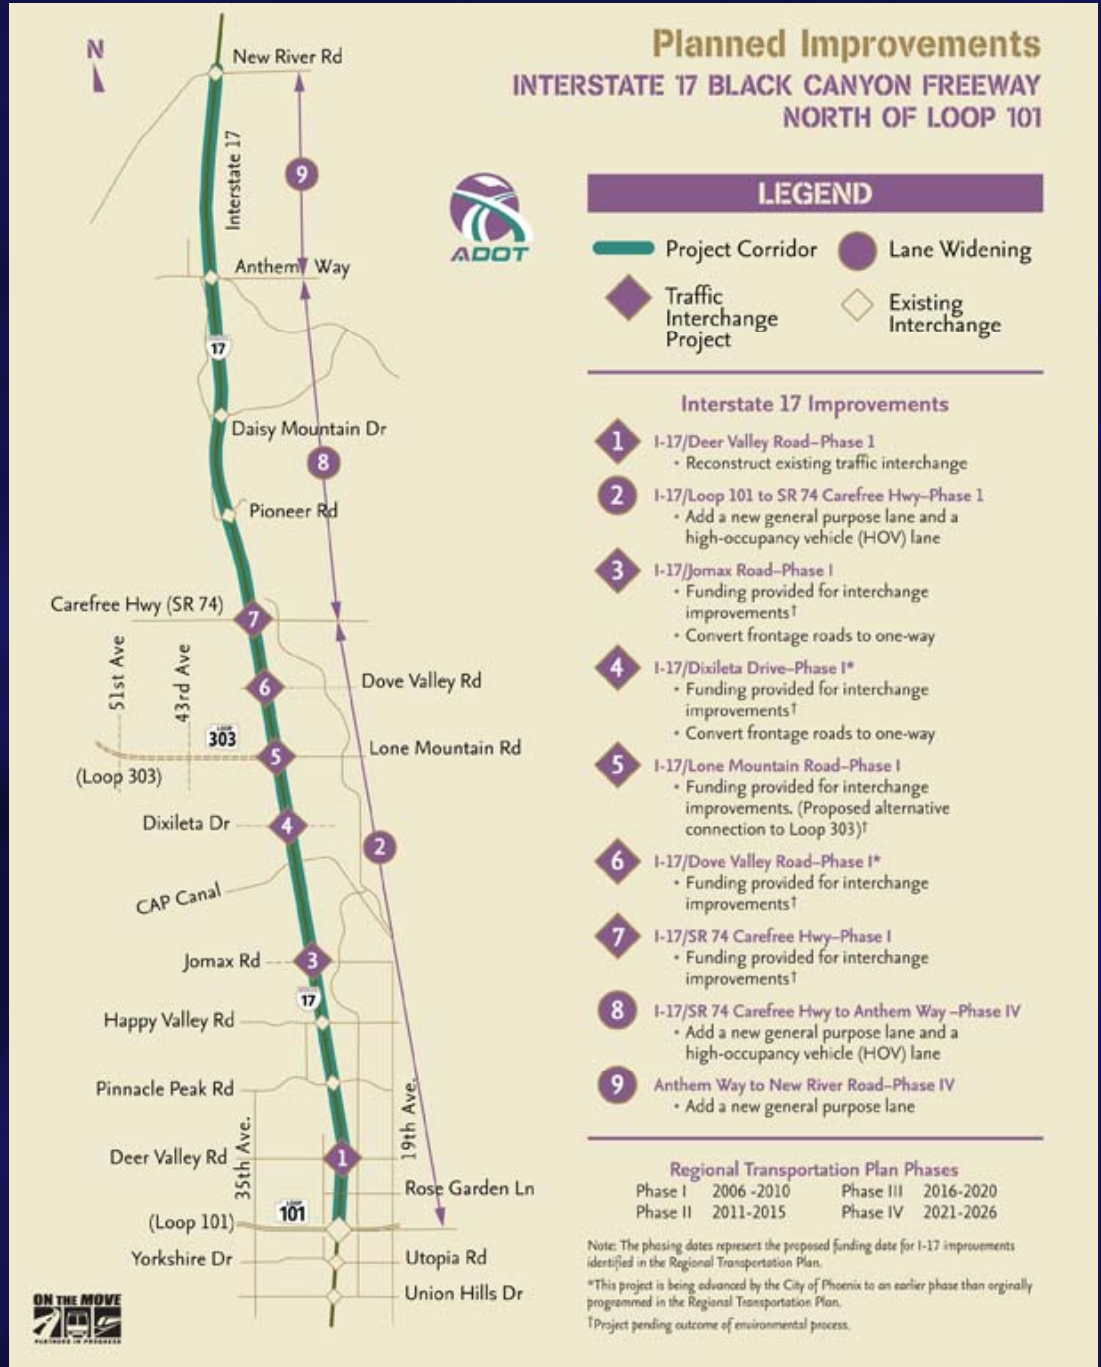 N
New River Rd
Interstate 17
9
Anthem Way
17
Daisy Mountain Dr
8
Pioneer Rd
Carefree Hwy (SR 74)
7
51st Ave
43rd Ave
6
Dove Valley Rd
LOOP
303
5
Lone Mountain Rd
(Loop 303)
Dixileta Dr
4
2
CAP Canal
Jomax Rd
3
17
Happy Valley Rd
Pinnacle Peak Rd
35th Ave.
19th Ave.
Deer Valley Rd
1
Rose Garden Ln
LOOP
101
(Loop 101)
Yorkshire Dr
Utopia Rd
Union Hills Dr
ON THE MOVE
PARTNERS IN PROGRESS
ADOT
Planned Improvements
INTERSTATE 17 BLACK CANYON FREEWAY
NORTH OF LOOP 101
LEGEND
Project Corridor
Lane Widening
Traffic
Interchange
Project
Existing
Interchange
Interstate 17 Improvements
1 I-17/Deer Valley Road–Phase 1
• Reconstruct existing traffic interchange
2 I-17/Loop 101 to SR 74 Carefree Hwy–Phase 1
• Add a new general purpose lane and a
high-occupancy vehicle (HOV) lane
3 I-17/Jomax Road–Phase I
• Funding provided for interchange
improvements†
• Convert frontage roads to one-way
4 I-17/Dixileta Drive–Phase I*
• Funding provided for interchange
improvements†
• Convert frontage roads to one-way
5 I-17/Lone Mountain Road–Phase I
• Funding provided for interchange
improvements. (Proposed alternative
connection to Loop 303)†
6 I-17/Dove Valley Road–Phase I*
• Funding provided for interchange
improvements†
7 I-17/SR 74 Carefree Hwy–Phase I
• Funding provided for interchange
improvements†
8 I-17/SR 74 Carefree Hwy to Anthem Way –Phase IV
• Add a new general purpose lane and a
high-occupancy vehicle (HOV) lane
9 Anthem Way to New River Road–Phase IV
• Add a new general purpose lane
Regional Transportation Plan Phases
Phase I 2006 -2010 Phase III 2016-2020
Phase II 2011-2015 Phase IV 2021-2026
Note: The phasing dates represent the proposed funding date for I-17 improvements
identified in the Regional Transportation Plan.
*This project is being advanced by the City of Phoenix to an earlier phase than orginally
programmed in the Regional Transportation Plan.
†Project pending outcome of environmental process.